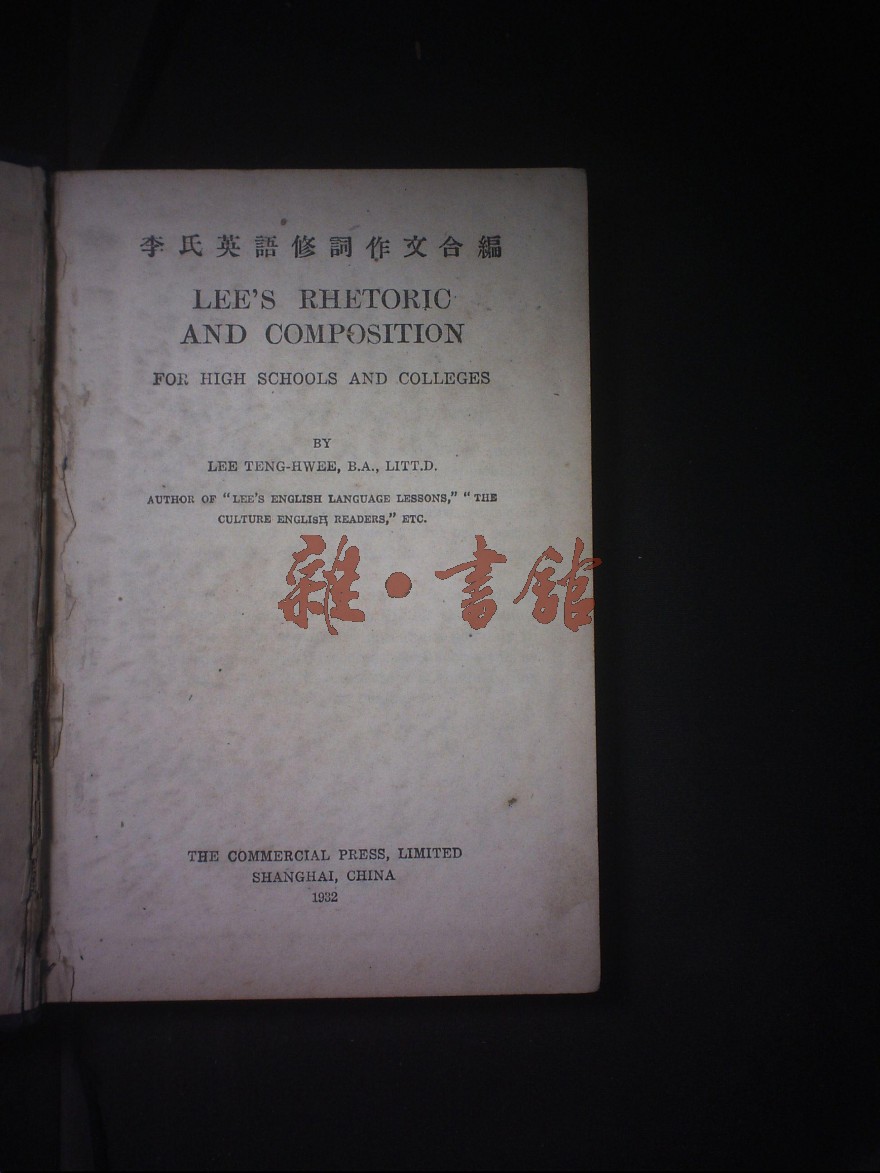 李氏英語修詞作文合編
LEE'S RHETORIC
AND COMPOSITION
FOR HIGH SCHOOLS AND COLLEGES
BY
LEE TENG-HWEE, B.A., LITT.D.
AUTHOR OF "LEE'S ENGLISH LANGUAGE LESSONS," "THE
CULTURE ENGLISH READERS," ETC.
雜•書館
THE COMMERCIAL PRESS, LIMITED
SHANGHAI, CHINA
1932